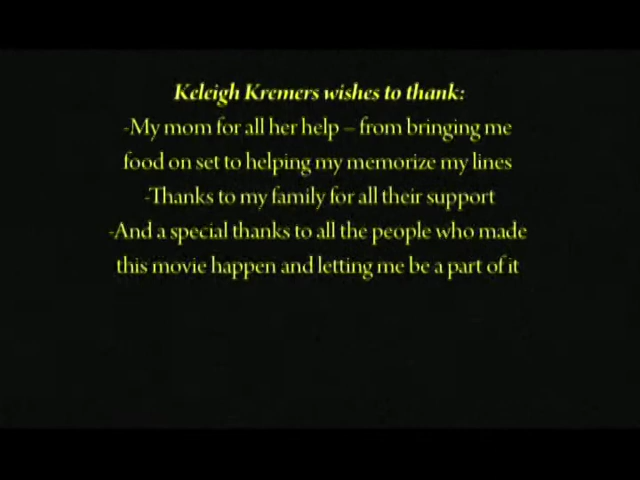 Keleigh Kremers wishes to thank:
-My mom for all her help – from bringing me
food on set to helping my memorize my lines
-Thanks to my family for all their support
-And a special thanks to all the people who made
this movie happen and letting me be a part of it